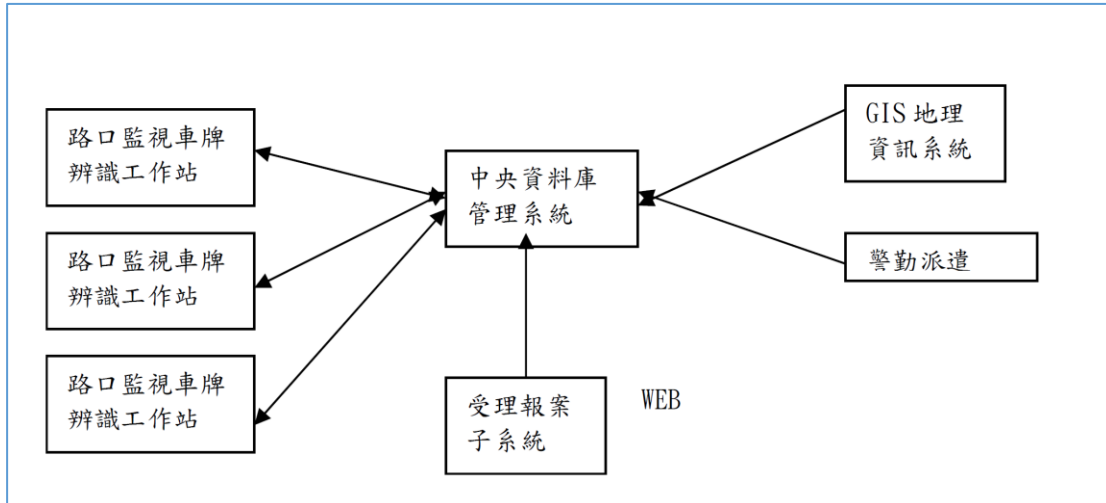 路口監視車牌
辨識工作站
路口監視車牌
辨識工作站
路口監視車牌
辨識工作站
中央資料庫
管理系統
受理報案
子系統
WEB
GIS 地理
資訊系統
警勤派遣